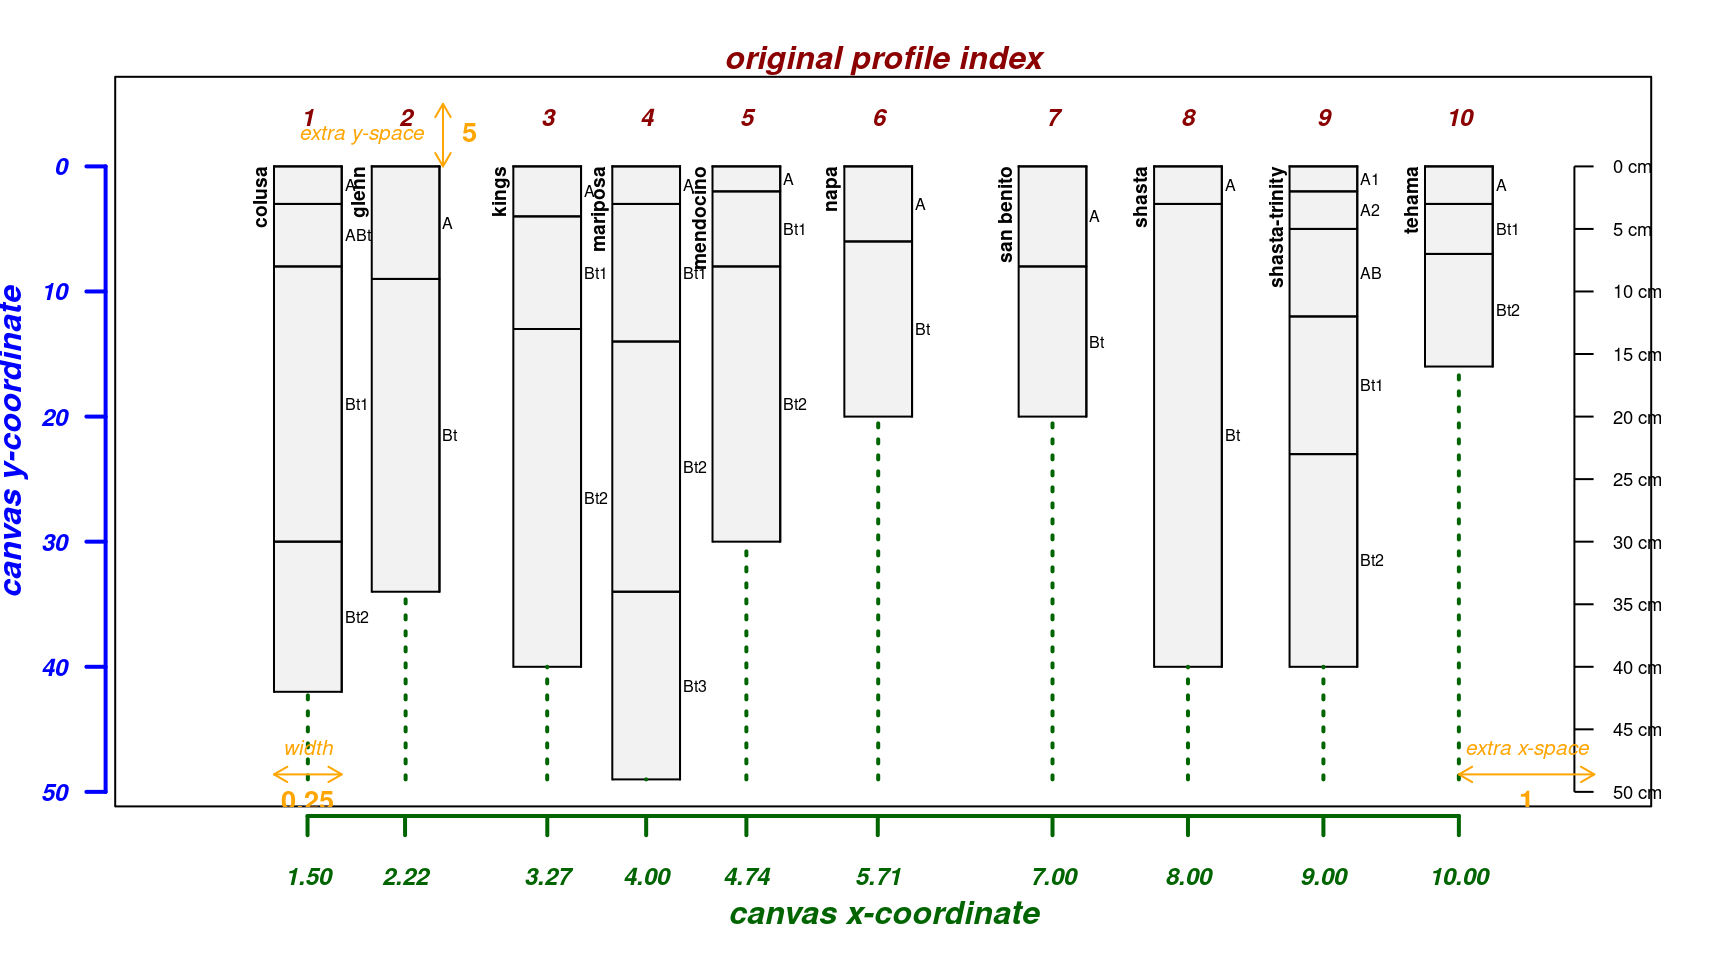 original profile index
1 2 3 4 5 6 7 8 9 10
extra y-space 5
canvas y-coordinate
0
10
20
30
40
50
colusa
A
ABt
Bt1
Bt2
glenn
A
Bt
kings
A
Bt1
Bt2
mariposa
A
Bt1
Bt2
Bt3
mendocino
A
Bt1
Bt2
napa
A
Bt
san benito
A
Bt
shasta
A
Bt
shasta-trinity
A1
A2
AB
Bt1
Bt2
tehama
A
Bt1
Bt2
0 cm
5 cm
10 cm
15 cm
20 cm
25 cm
30 cm
35 cm
40 cm
45 cm
50 cm
width
0.25
extra x-space
1
1.50 2.22 3.27 4.00 4.74 5.71 7.00 8.00 9.00 10.00
canvas x-coordinate